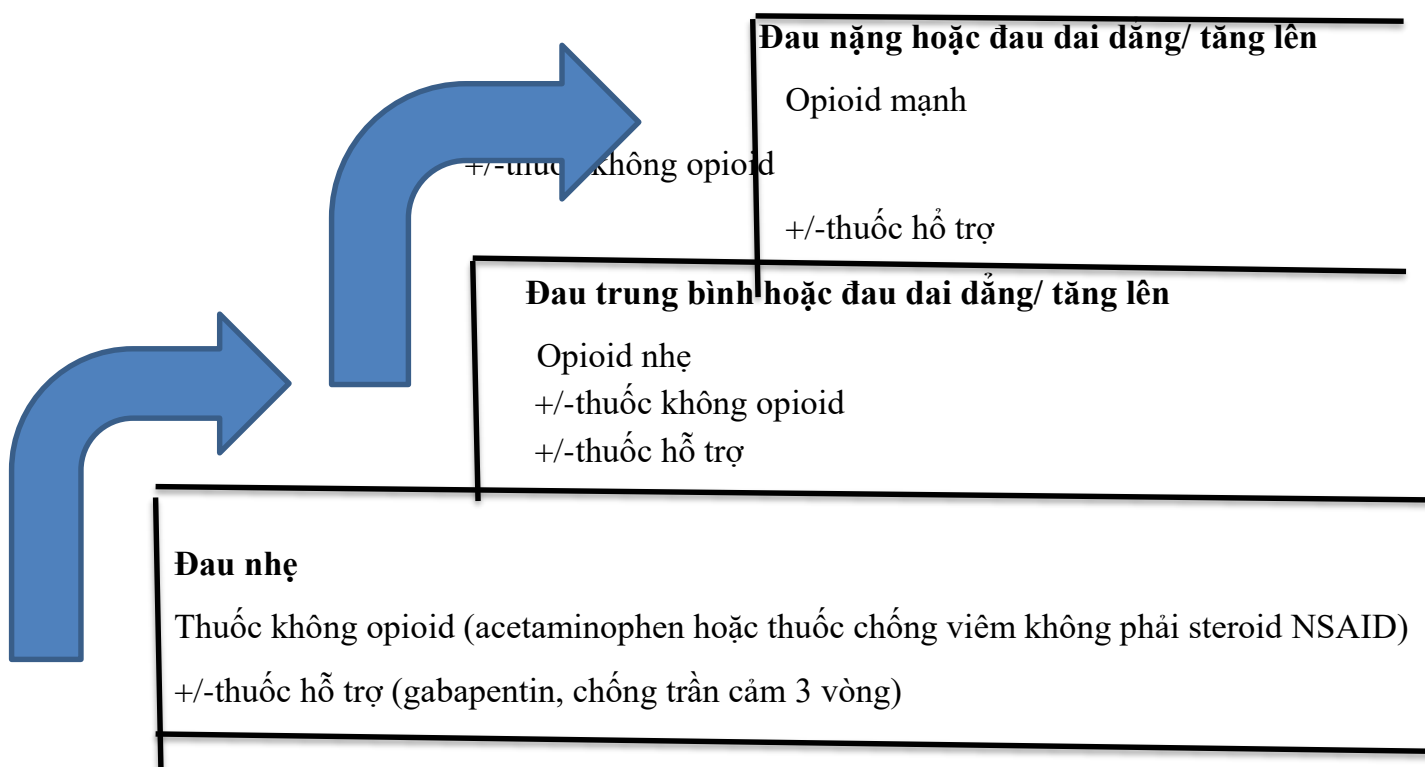 Đau nặng hoặc đau dai dẳng/ tăng lên
Opioid mạnh
+/-thuốc không opioid
+/-thuốc hổ trợ
Đau trung bình hoặc đau dai dẳng/ tăng lên
Opioid nhẹ
+/-thuốc không opioid
+/-thuốc hỗ trợ
Đau nhẹ
Thuốc không opioid (acetaminophen hoặc thuốc chống viêm không phải steroid NSAID)
+/-thuốc hỗ trợ (gabapentin, chống trần cảm 3 vòng)